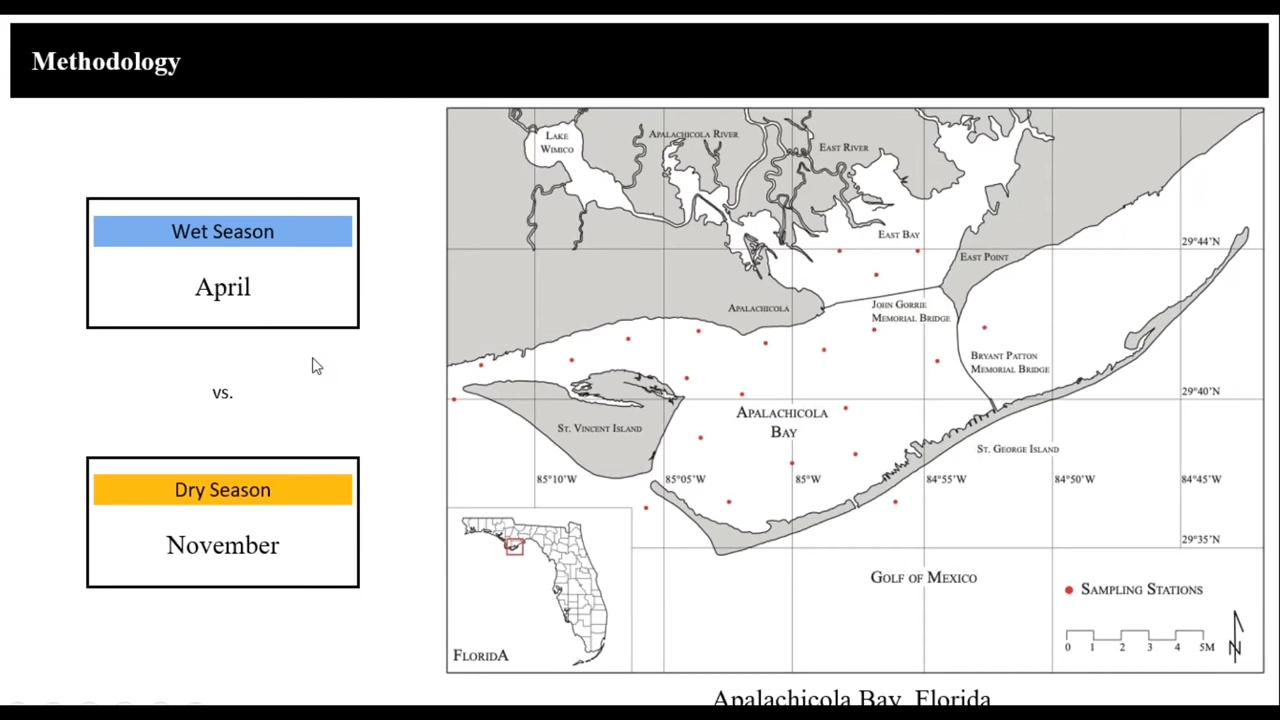 Methodology
Wet Season
April
vs.
Dry Season
November
LAKE
WIMICO
APALACHICOLA RIVER
EAST RIVER
EAST BAY
29°44'N
EAST POINT
APALACHICOLA
JOHN GORRIE
MEMORIAL BRIDGE
BRYANT PATTON
MEMORIAL BRIDGE
29°40'N
APALACHICOLA
BAY
ST. VINCENT ISLAND
ST. GEORGE ISLAND
85°10'W
85°05'W
85°W
84°55'W
84°50'W
84°45'W
29°35'N
GOLF OF MEXICO
SAMPLING STATIONS
0 1 2 3 4 5M
N
FLORIDA
Apalachicola Bay, Florida